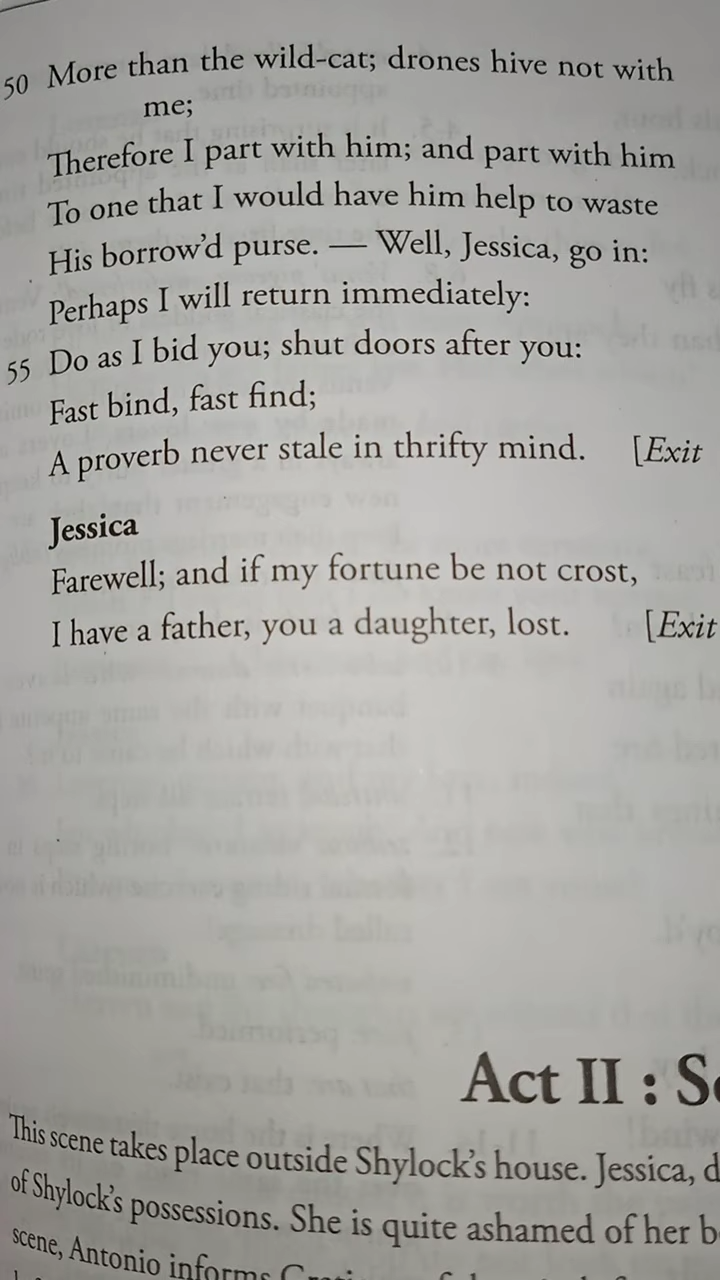 50 More than the wild-cat; drones hive not with
me;
Therefore I part with him; and part with him
To one that I would have him help to waste
His borrow'd purse. — Well, Jessica, go in:
Perhaps I will return immediately:
55 Do as I bid you; shut doors after you:
Fast bind, fast find;
A proverb never stale in thrifty mind. [Exit
Jessica
Farewell; and if my fortune be not crost,
I have a father, you a daughter, lost. [Exit
Act II :
This scene takes place outside Shylock's house. Jessica,
of Shylock's possessions. She is quite ashamed of her
scene, Antonio informs